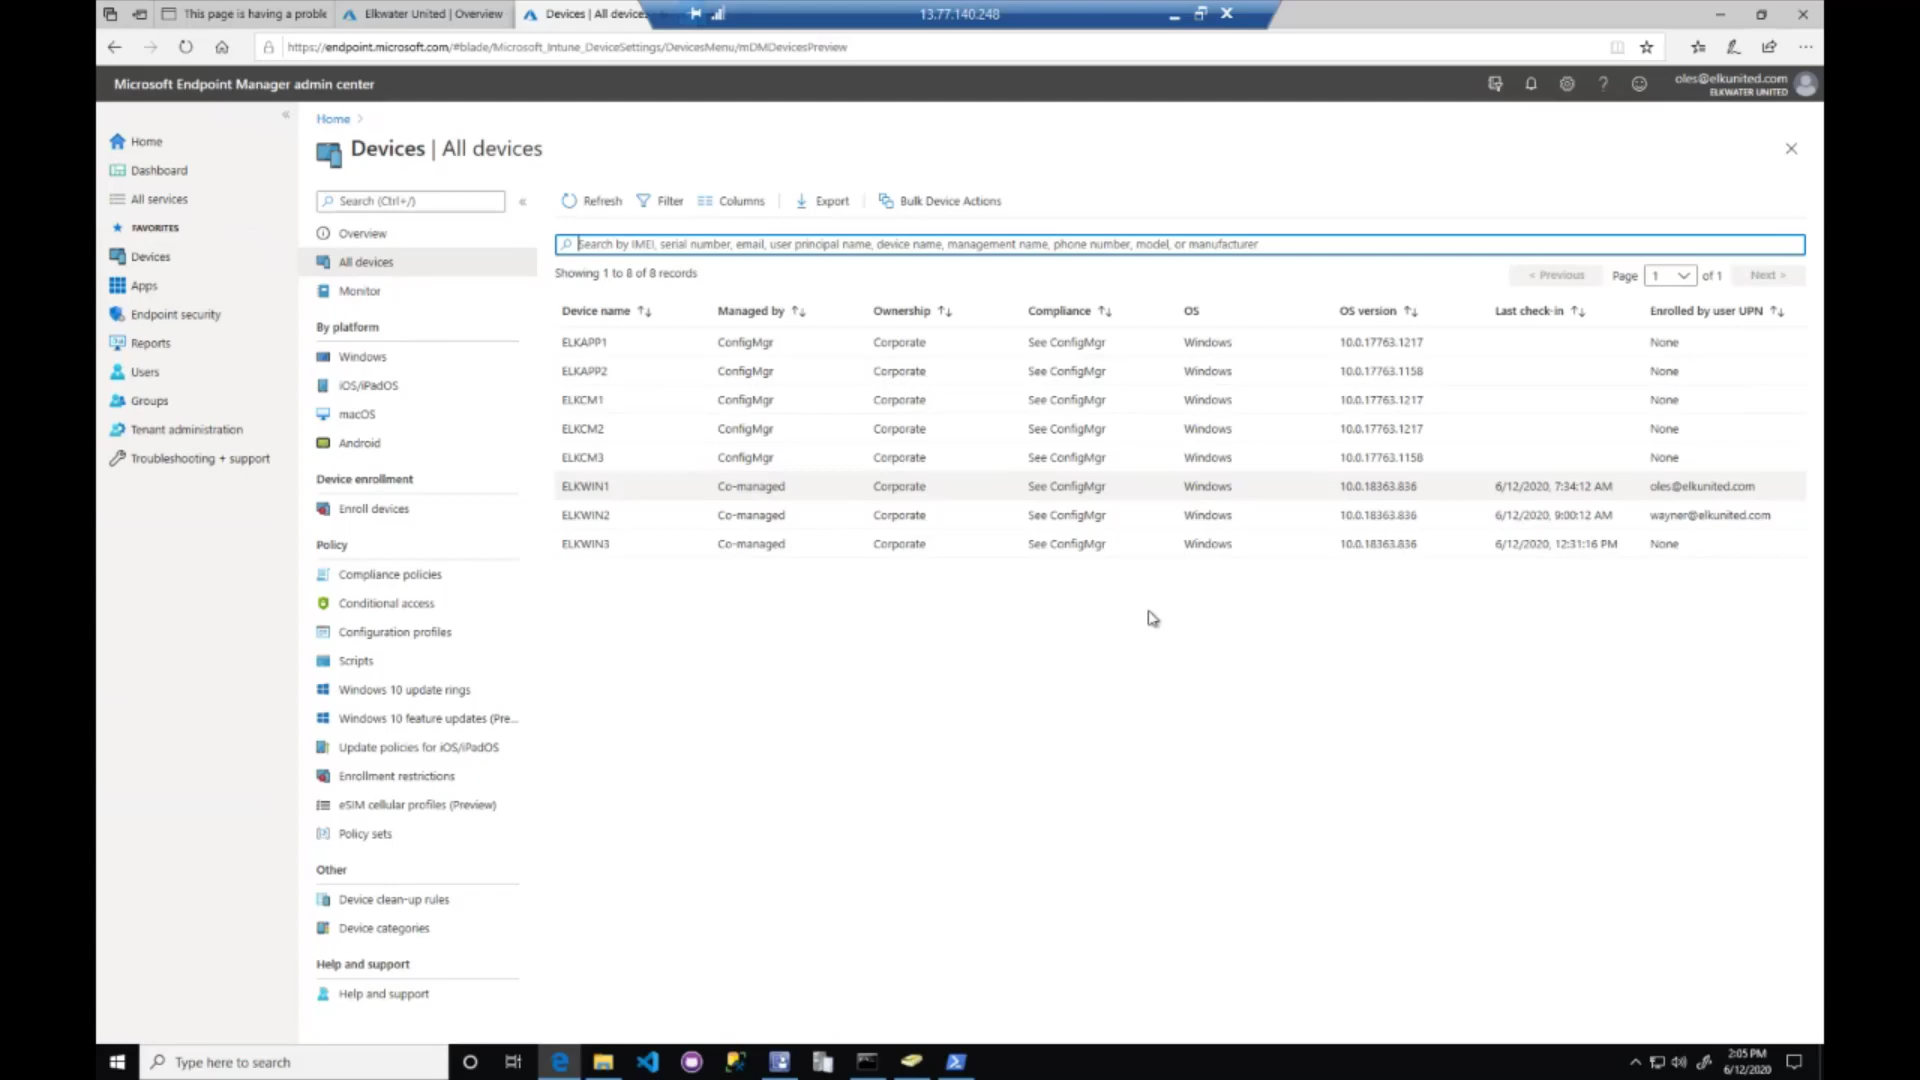 This page is having a proble
Elkwater United | Overview
Devices | All device
13.77.140.248
https://endpoint.microsoft.com/#blade/Microsoft_Intune_DeviceSettings/DevicesMenu/mDMDevicesPreview
Microsoft Endpoint Manager admin center
oles@elkunited.com
ELKWATER UNITED
Home
Dashboard
All services
FAVORITES
Devices
Apps
Endpoint security
Reports
Users
Groups
Tenant administration
Troubleshooting + support
Home >
Devices | All devices
Search (Ctrl+/)
Overview
All devices
Monitor
By platform
Windows
iOS/iPadOS
macOS
Android
Device enrollment
Enroll devices
Policy
Compliance policies
Conditional access
Configuration profiles
Scripts
Windows 10 update rings
Windows 10 feature updates (Pre...
Update policies for iOS/iPadOS
Enrollment restrictions
eSIM cellular profiles (Preview)
Policy sets
Other
Device clean-up rules
Device categories
Help and support
Help and support
Refresh Filter Columns Export Bulk Device Actions
Search by IMEI, serial number, email, user principal name, device name, management name, phone number, model, or manufacturer
Showing 1 to 8 of 8 records
< Previous Page 1 of 1 Next >
Device name Managed by Ownership Compliance OS OS version Last check-in Enrolled by user UPN
ELKAPP1 ConfigMgr Corporate See ConfigMgr Windows 10.0.17763.1217 None
ELKAPP2 ConfigMgr Corporate See ConfigMgr Windows 10.0.17763.1158 None
ELKCM1 ConfigMgr Corporate See ConfigMgr Windows 10.0.17763.1217 None
ELKCM2 ConfigMgr Corporate See ConfigMgr Windows 10.0.17763.1217 None
ELKCM3 ConfigMgr Corporate See ConfigMgr Windows 10.0.17763.1158 None
ELKWIN1 Co-managed Corporate See ConfigMgr Windows 10.0.18363.836 6/12/2020, 7:34:12 AM oles@elkunited.com
ELKWIN2 Co-managed Corporate See ConfigMgr Windows 10.0.18363.836 6/12/2020, 9:00:12 AM wayner@elkunited.com
ELKWIN3 Co-managed Corporate See ConfigMgr Windows 10.0.18363.836 6/12/2020, 12:31:16 PM None
Type here to search
2:05 PM
6/12/2020